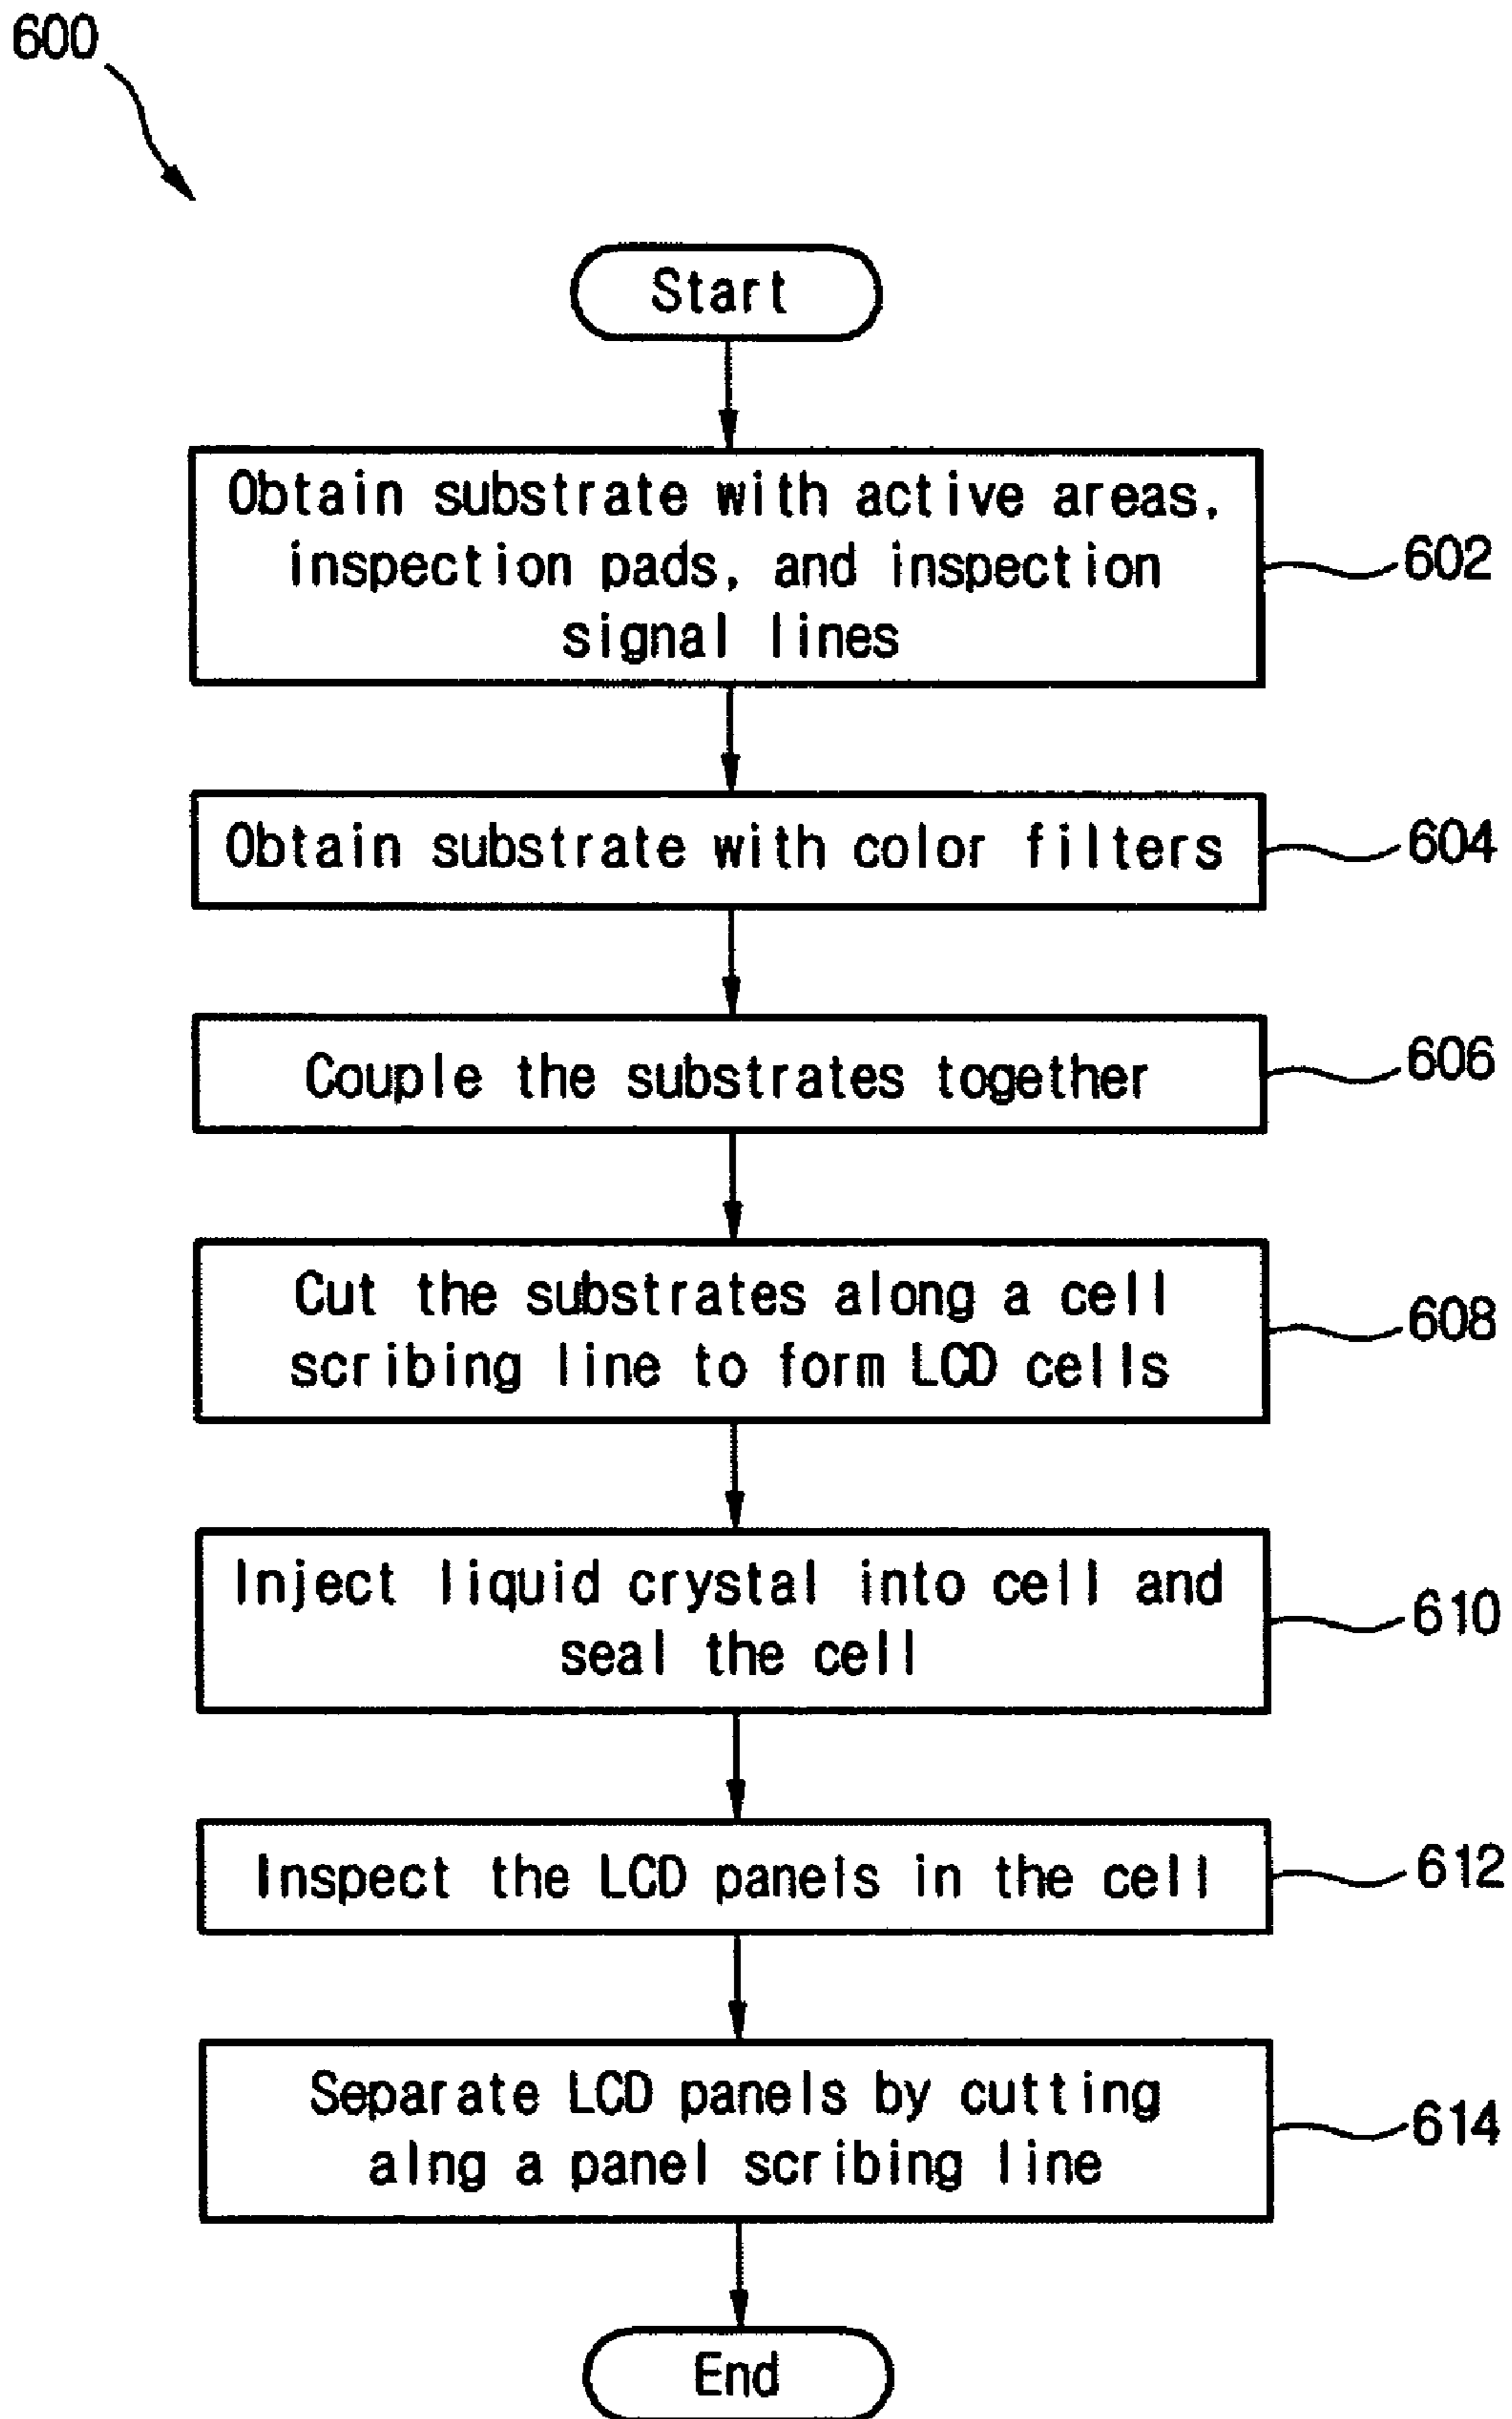 600
Start
Obtain substrate with active areas,
inspection pads, and inspection
signal lines
602
Obtain substrate with color filters
604
Couple the substrates together
606
Cut the substrates along a cell
scribing line to form LCD cells
608
Inject liquid crystal into cell and
seal the cell
610
Inspect the LCD panels in the cell
612
Separate LCD panels by cutting
alng a panel scribing line
614
End